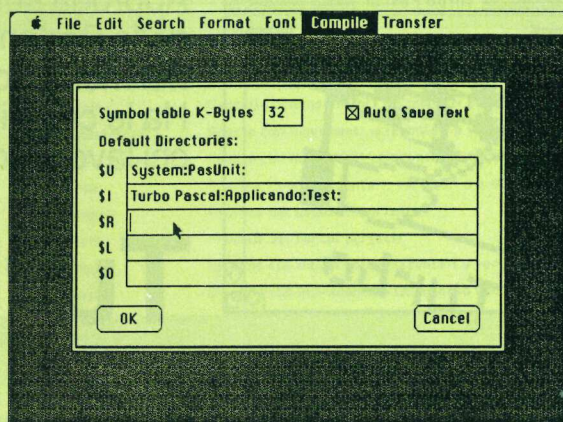 File Edit Search Format Font Compile Transfer
Symbol table K-Bytes 32 Auto Save Text
Default Directories:
$U System:PasUnit:
$I Turbo Pascal:Applicando:Test:
$R
$L
$O
OK Cancel